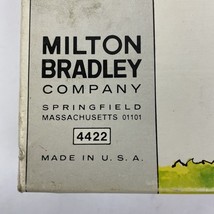 MILTON
BRADLEY
COMPANY
SPRINGFIELD
MASSACHUSETTS 01101
4422
MADE IN U.S.A.